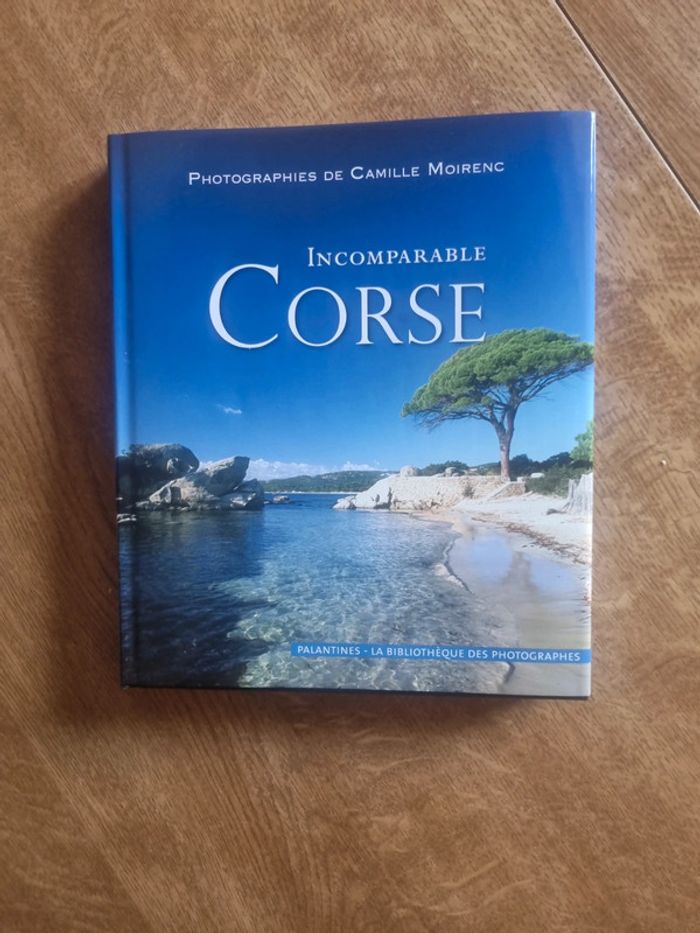 Photographies de Camille Moirenc
Incomparable
Corse
PALANTINES - LA BIBLIOTHÈQUE DES PHOTOGRAPHES